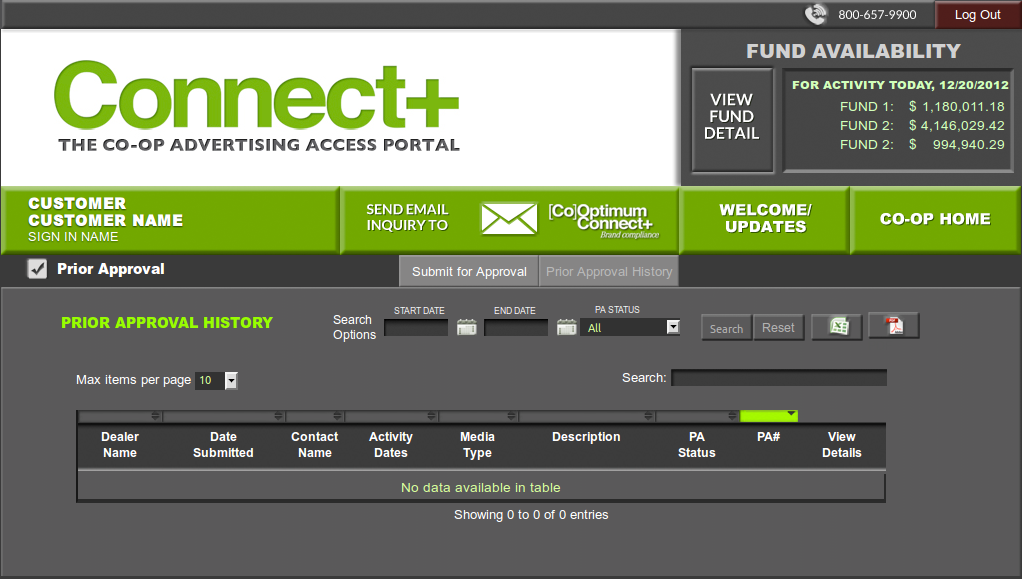 800-657-9900
Log Out
Connect+
THE CO-OP ADVERTISING ACCESS PORTAL
FUND AVAILABILITY
VIEW
FUND
DETAIL
FOR ACTIVITY TODAY, 12/20/2012
FUND 1: $ 1,180,011.18
FUND 2: $ 4,146,029.42
FUND 2: $ 994,940.29
CUSTOMER
CUSTOMER NAME
SIGN IN NAME
SEND EMAIL
INQUIRY TO
[Co]Optimum
Connect+
Brand compliance
WELCOME/
UPDATES
CO-OP HOME
Prior Approval
Submit for Approval
Prior Approval History
PRIOR APPROVAL HISTORY
Search
Options
START DATE
END DATE
PA STATUS
All
Search
Reset
Max items per page 10
Search:
Dealer
Name
Date
Submitted
Contact
Name
Activity
Dates
Media
Type
Description
PA
Status
PA#
View
Details
No data available in table
Showing 0 to 0 of 0 entries